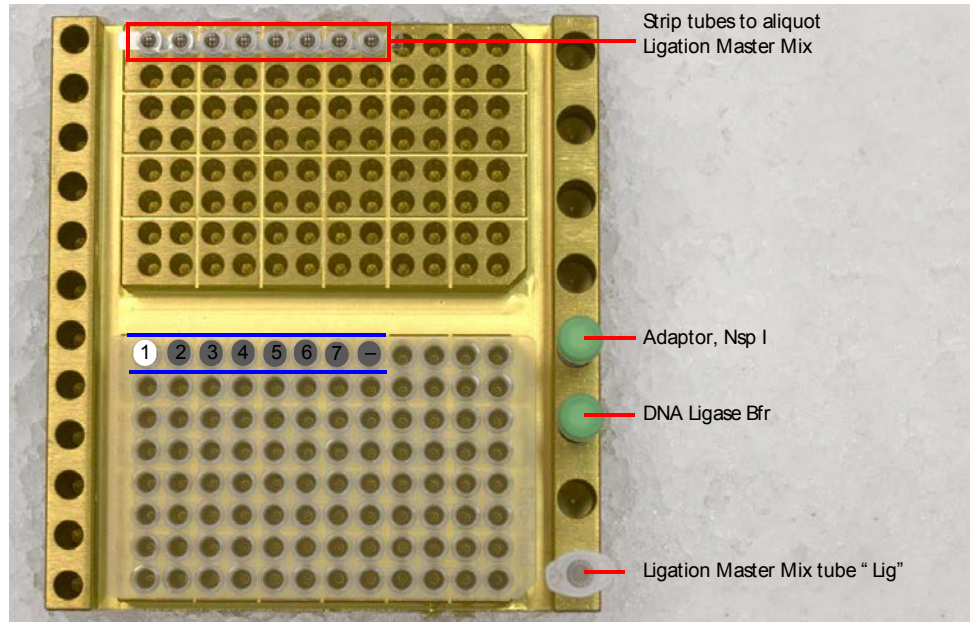 Strip tubes to aliquot
Ligation Master Mix
Adaptor, Nsp I
1 2 3 4 5 6 7 –
DNA Ligase Bfr
Ligation Master Mix tube “ Lig”